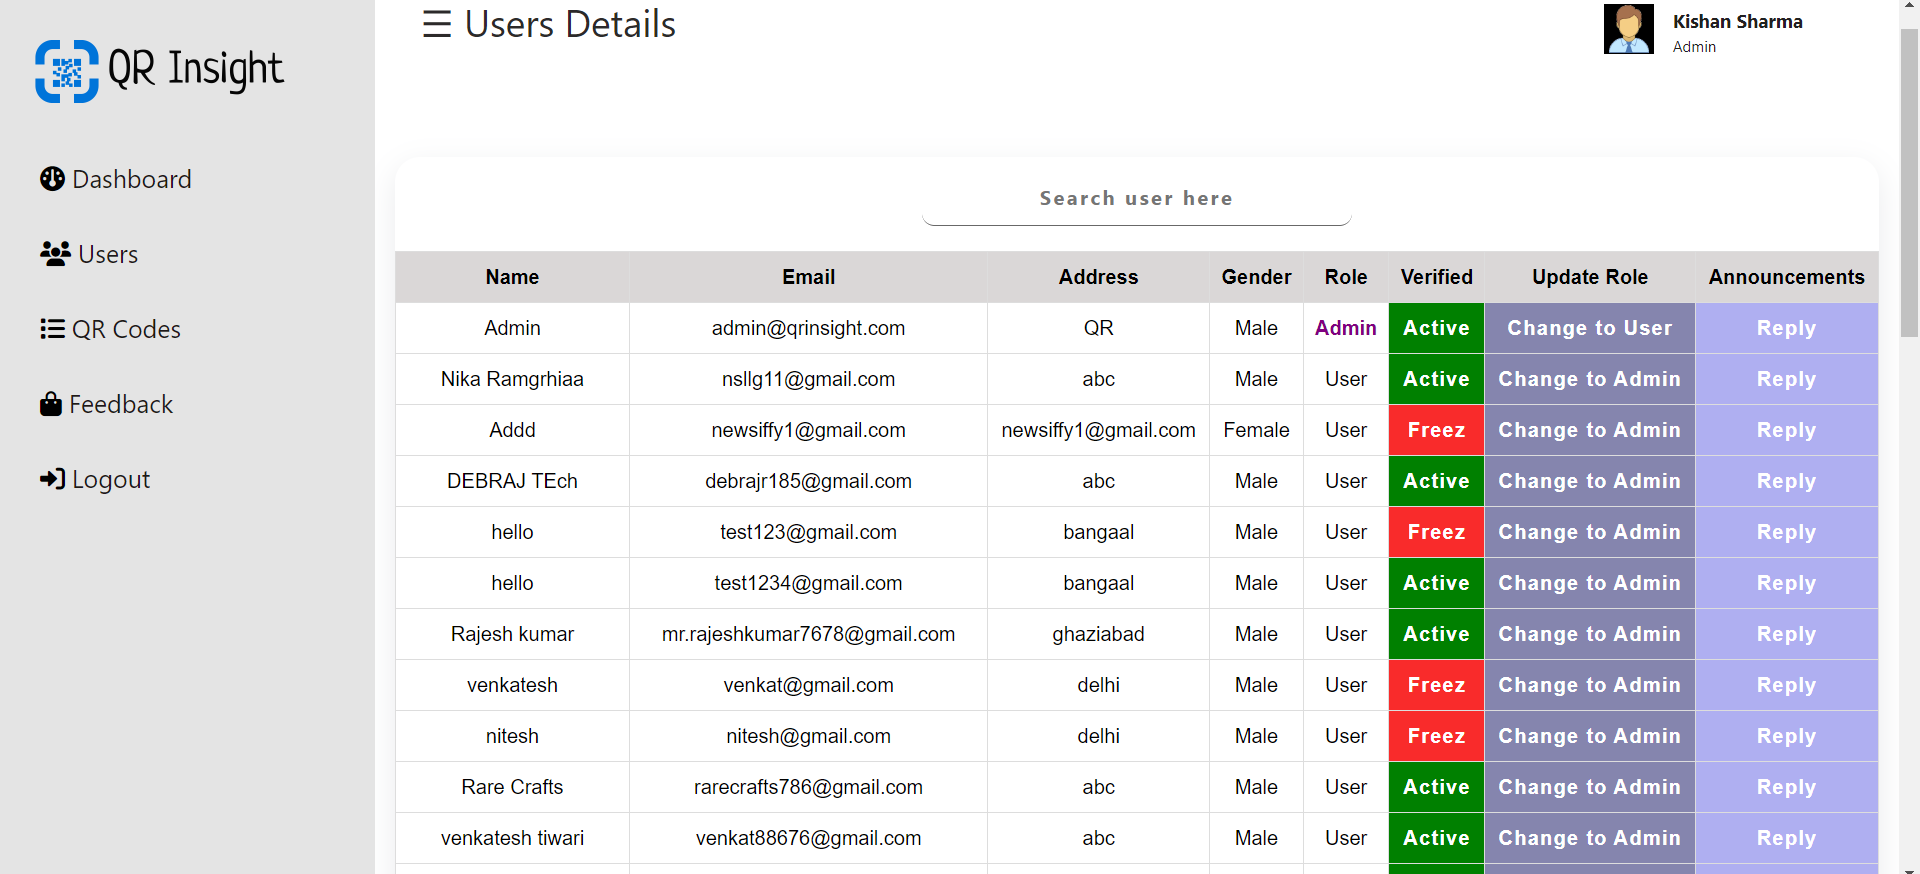 QR Insight
Dashboard
Users
QR Codes
Feedback
Logout
☰ Users Details
Kishan Sharma
Admin
Search user here
Name Email Address Gender Role Verified Update Role Announcements
Admin admin@qrinsight.com QR Male Admin Active Change to User Reply
Nika Ramgrhiaa nsllg11@gmail.com abc Male User Active Change to Admin Reply
Addd newsiffy1@gmail.com newsiffy1@gmail.com Female User Freez Change to Admin Reply
DEBRAJ TEch debrajr185@gmail.com abc Male User Active Change to Admin Reply
hello test123@gmail.com bangaal Male User Freez Change to Admin Reply
hello test1234@gmail.com bangaal Male User Active Change to Admin Reply
Rajesh kumar mr.rajeshkumar7678@gmail.com ghaziabad Male User Active Change to Admin Reply
venkatesh venkat@gmail.com delhi Male User Freez Change to Admin Reply
nitesh nitesh@gmail.com delhi Male User Freez Change to Admin Reply
Rare Crafts rarecrafts786@gmail.com abc Male User Active Change to Admin Reply
venkatesh tiwari venkat88676@gmail.com abc Male User Active Change to Admin Reply